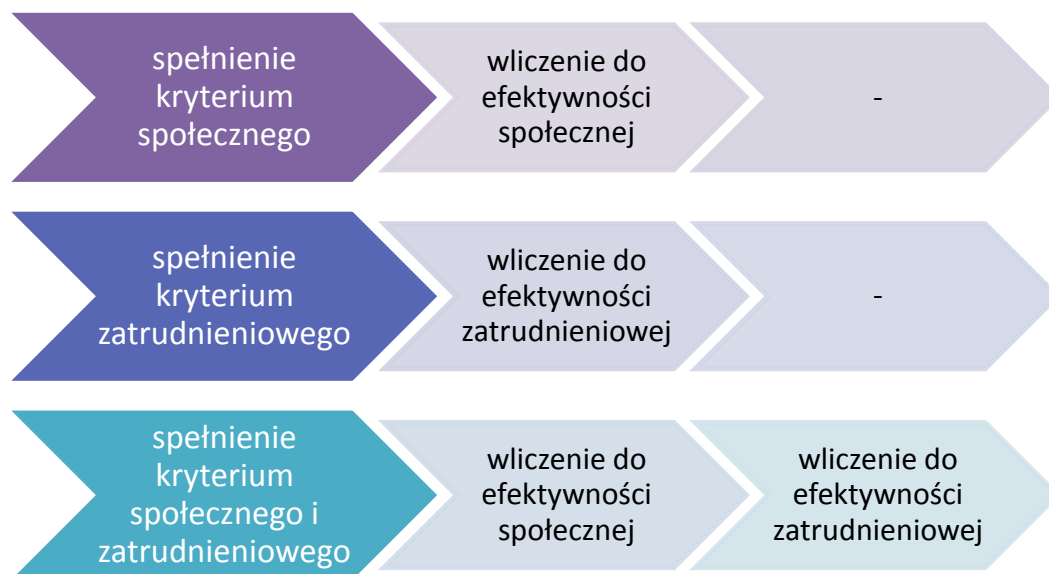 spełnienie
kryterium
społecznego
wliczenie do
efektywności
społecznej
-
spełnienie
kryterium
zatrudnieniowego
wliczenie do
efektywności
zatrudnieniowej
-
spełnienie
kryterium
społecznego i
zatrudnieniowego
wliczenie do
efektywności
społecznej
wliczenie do
efektywności
zatrudnieniowej